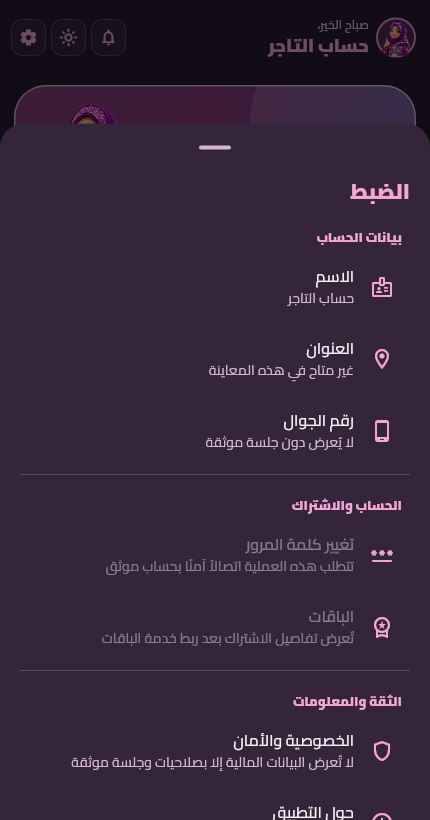 صباح الخير،
حساب التاجر
الضبط
بيانات الحساب
الاسم
حساب التاجر
العنوان
غير متاح في هذه المعاينة
رقم الجوال
لا يُعرض دون جلسة موثقة
الحساب والاشتراك
تغيير كلمة المرور
تتطلب هذه العملية اتصالاً آمنًا بحساب موثق
الباقات
تُعرض تفاصيل الاشتراك بعد ربط خدمة الباقات
الثقة والمعلومات
الخصوصية والأمان
لا تُعرض البيانات المالية إلا بصلاحيات وجلسة موثقة
حول التطبيق